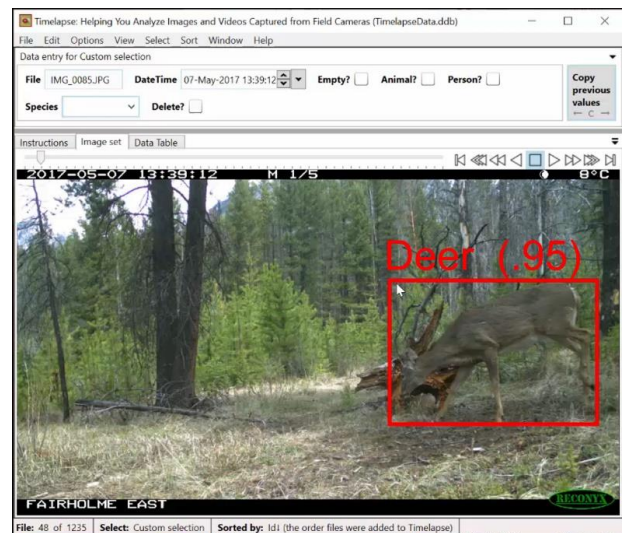 Timelapse: Helping You Analyze Images and Videos Captured from Field Cameras (TimelapseData.ddb)
File Edit Options View Select Sort Window Help
Data entry for Custom selection
File IMG_0085.JPG DateTime 07-May-2017 13:39:12 Empty? Animal? Person?
Copy previous values
← C →
Species Delete?
Instructions Image set Data Table
2017-05-07 13:39:12 M 1/5 8°C
Deer (.95)
FAIRHOLME EAST RECONYX
File: 48 of 1235 Select: Custom selection Sorted by: Id↓ (the order files were added to Timelapse)